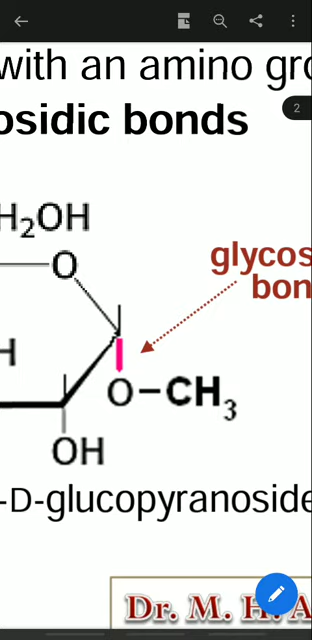 with an amino gro
2
osidic bonds
H₂OH
O
glycos
bon
H
O–CH₃
OH
-D-glucopyranoside
Dr. M. H. A